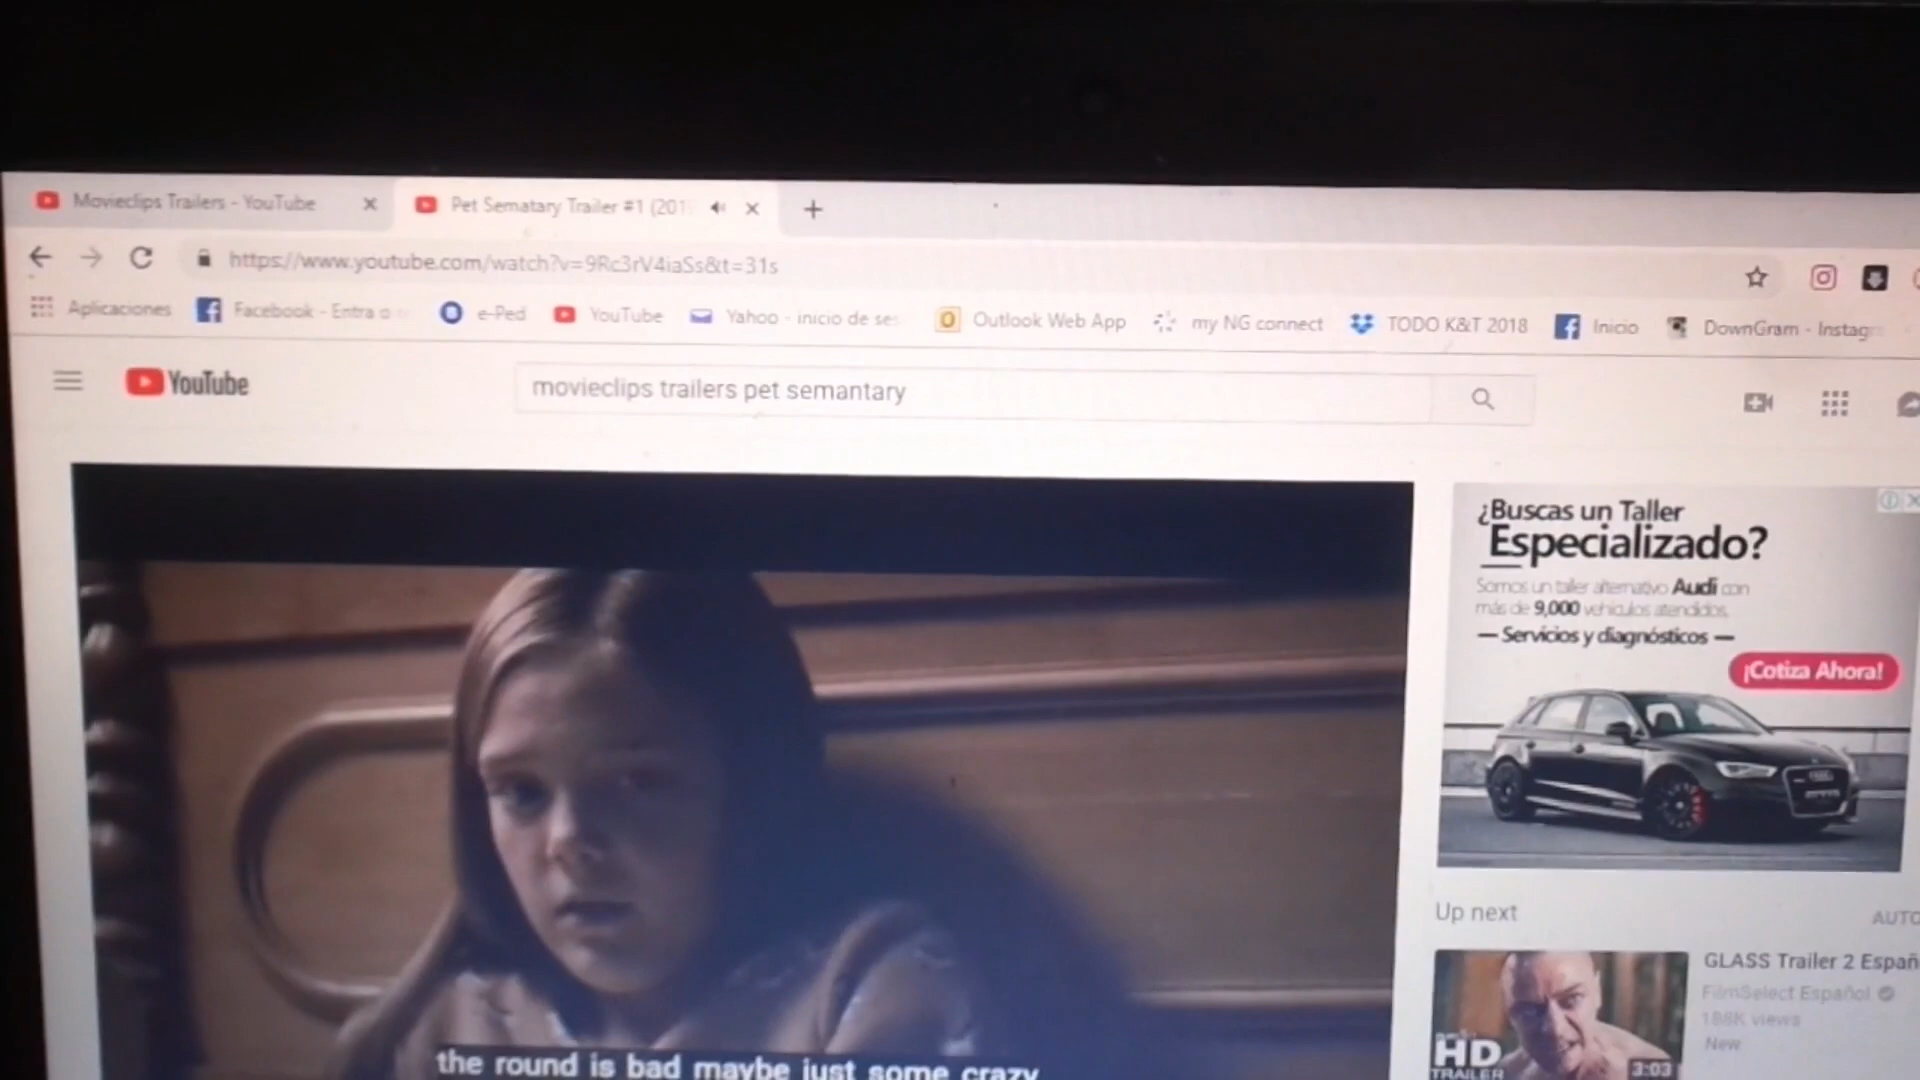 Movieclips Trailers - YouTube
Pet Sematary Trailer #1 (201
https://www.youtube.com/watch?v=9Rc3rV4iaSs&t=31s
Aplicaciones
Facebook - Entra o
e-Ped
YouTube
Yahoo - inicio de se
Outlook Web App
my NG connect
TODO K&T 2018
Inicio
DownGram - Instag
YouTube
movieclips trailers pet semantary
¿Buscas un Taller
Especializado?
Somos un taller alternativo Audi con
más de 9,000 vehículos atendidos.
— Servicios y diagnósticos —
¡Cotiza Ahora!
the round is bad maybe just some crazy
Up next
AUTO
GLASS Trailer 2 Españ
FilmSelect Español
188K views
New
HD
TRAILER
3:03